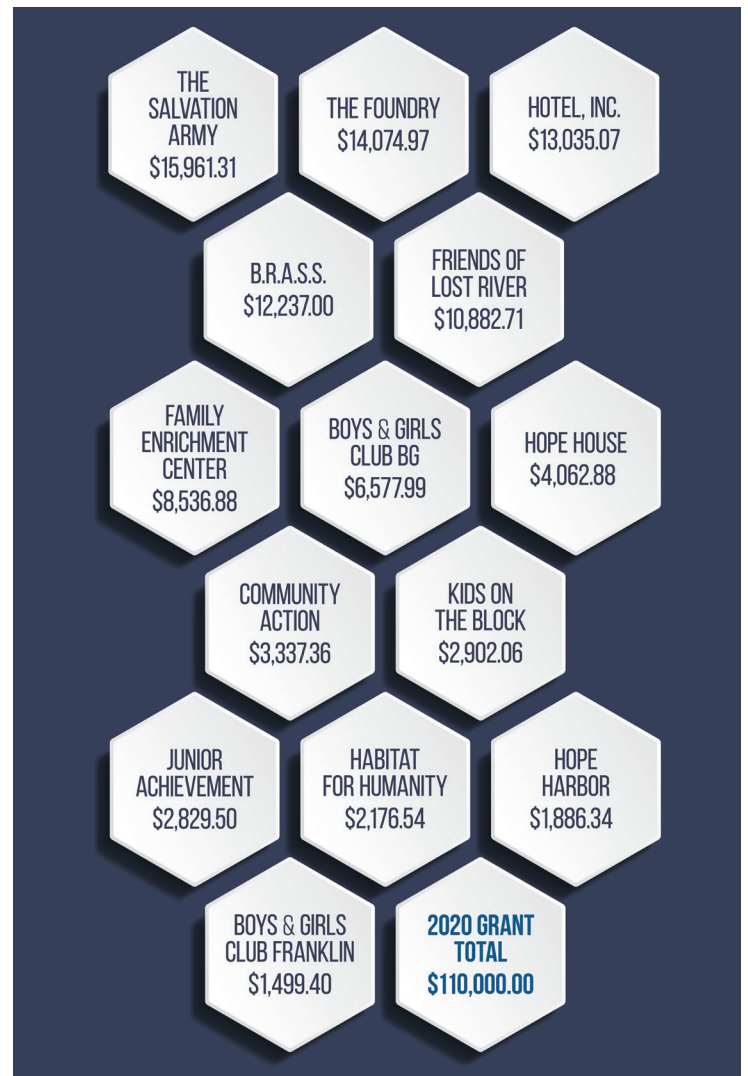 THE
SALVATION
ARMY
$15,961.31
THE FOUNDRY
$14,074.97
HOTEL, INC.
$13,035.07
B.R.A.S.S.
$12,237.00
FRIENDS OF
LOST RIVER
$10,882.71
FAMILY
ENRICHMENT
CENTER
$8,536.88
BOYS & GIRLS
CLUB BG
$6,577.99
HOPE HOUSE
$4,062.88
COMMUNITY
ACTION
$3,337.36
KIDS ON
THE BLOCK
$2,902.06
JUNIOR
ACHIEVEMENT
$2,829.50
HABITAT
FOR HUMANITY
$2,176.54
HOPE
HARBOR
$1,886.34
BOYS & GIRLS
CLUB FRANKLIN
$1,499.40
2020 GRANT
TOTAL
$110,000.00